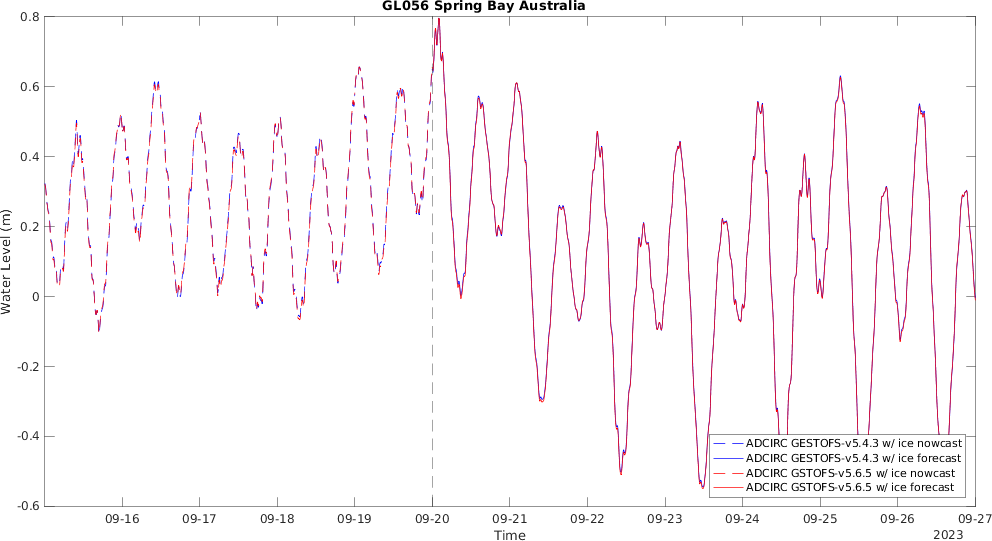 GL056 Spring Bay Australia
0.8
0.6
0.4
0.2
0
-0.2
-0.4
-0.6
Water Level (m)
ADCIRC GESTOFS-v5.4.3 w/ ice nowcast
ADCIRC GESTOFS-v5.4.3 w/ ice forecast
ADCIRC GSTOFS-v5.6.5 w/ ice nowcast
ADCIRC GSTOFS-v5.6.5 w/ ice forecast
09-16 09-17 09-18 09-19 09-20 09-21 09-22 09-23 09-24 09-25 09-26 09-27
Time
2023